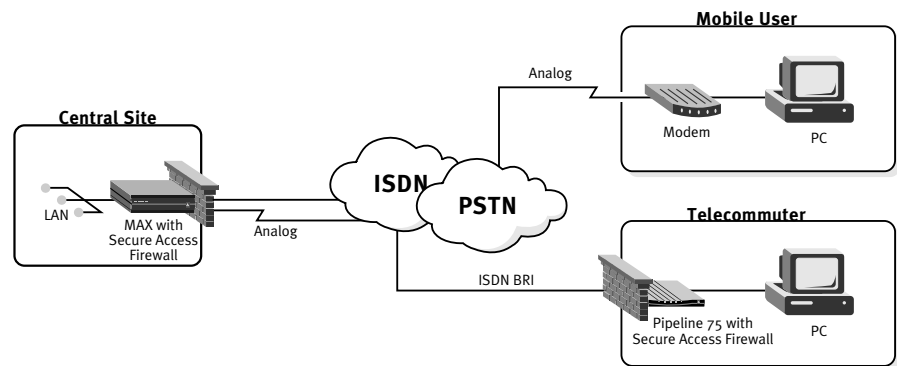 Mobile User
Analog
Modem
PC
Central Site
LAN
MAX with
Secure Access
Firewall
Analog
ISDN
PSTN
Telecommuter
ISDN BRI
Pipeline 75 with
Secure Access Firewall
PC